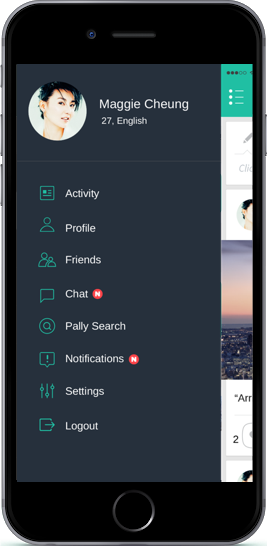 Maggie Cheung
27, English
Activity
Profile
Friends
Chat N
Pally Search
Notifications N
Settings
Logout
Clic
“Arr
2